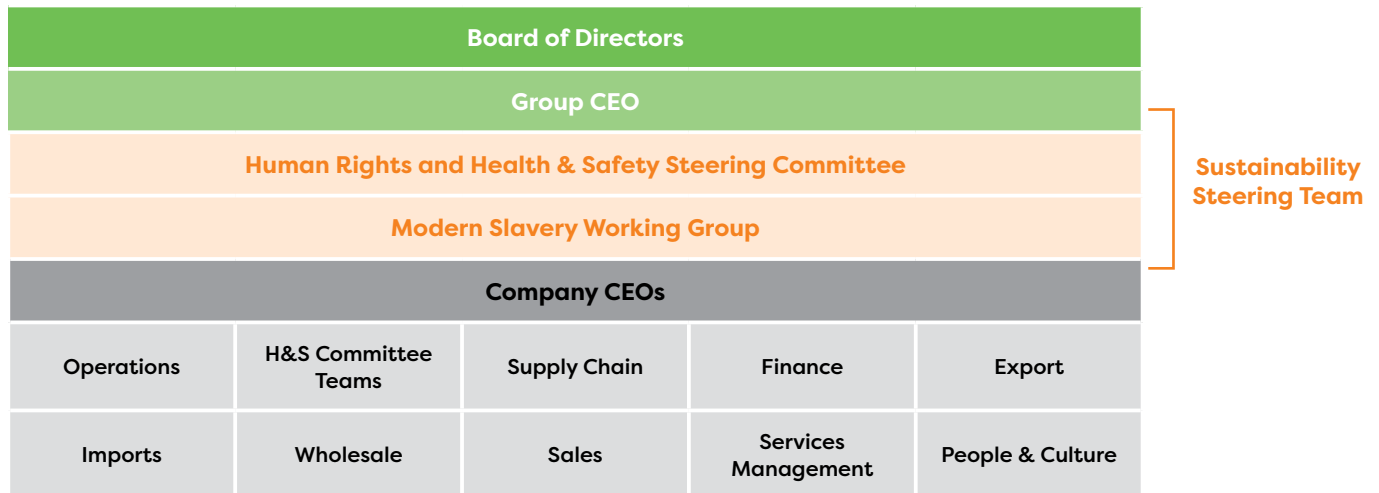 Board of Directors
Group CEO
Human Rights and Health & Safety Steering Committee
Modern Slavery Working Group
Sustainability
Steering Team
Company CEOs
Operations
H&S Committee
Teams
Supply Chain
Finance
Export
Imports
Wholesale
Sales
Services
Management
People & Culture